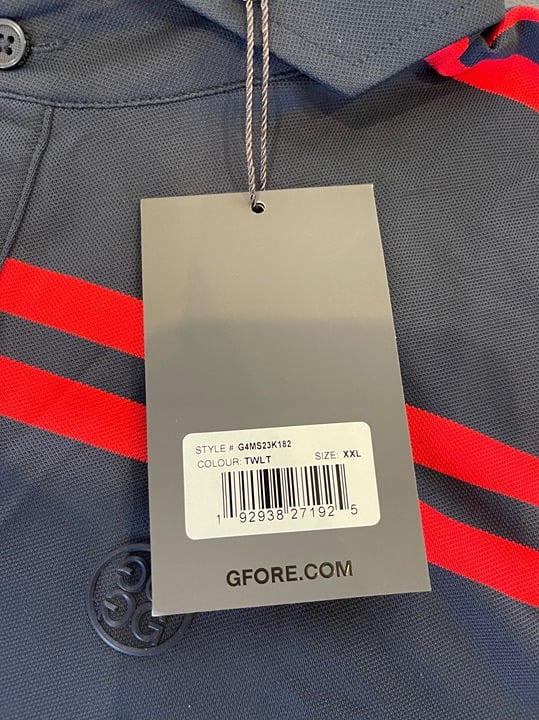 STYLE # G4MS23K182
COLOUR: TWLT SIZE: XXL
1 92938 27192 5
GFORE.COM